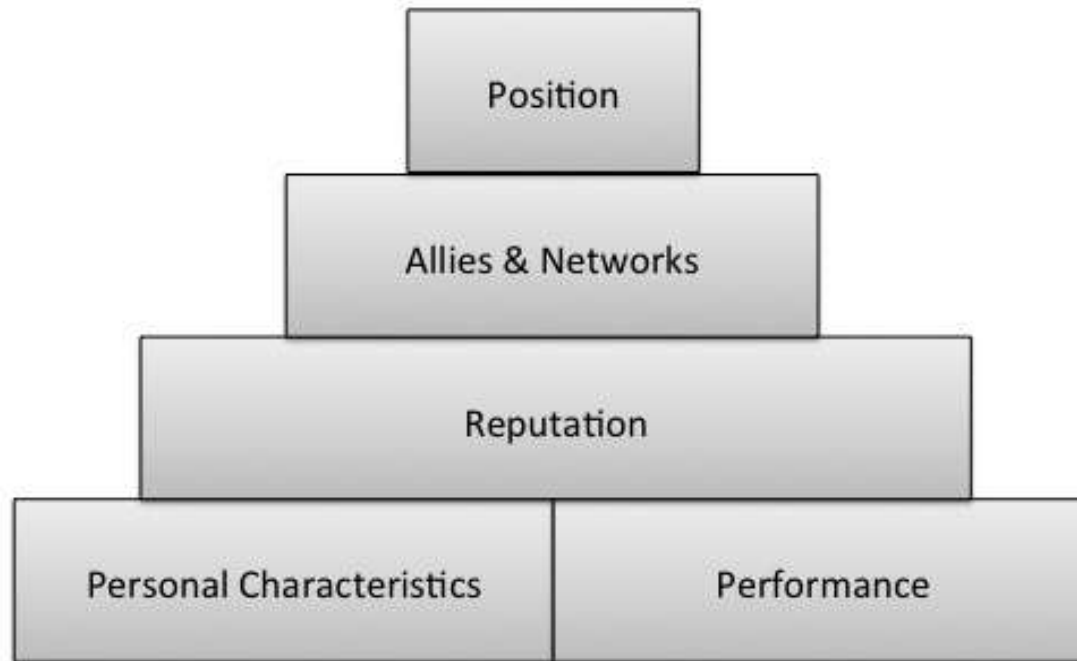 Position
Allies & Networks
Reputation
Personal Characteristics
Performance